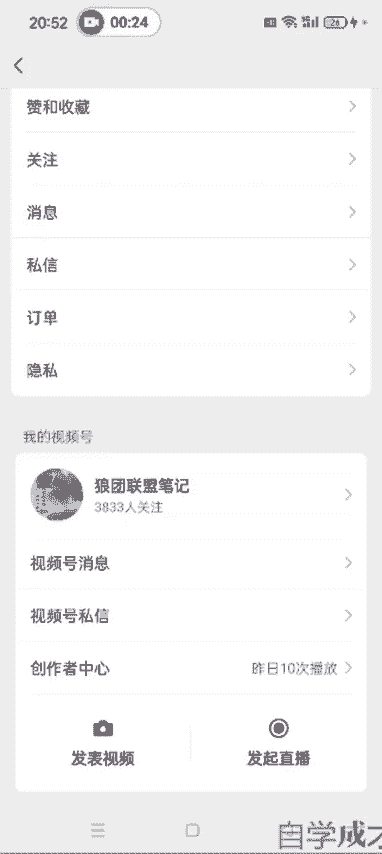 20:52 00:24 26
赞和收藏
关注
消息
私信
订单
隐私
我的视频号
狼团联盟笔记
3833人关注
视频号消息
视频号私信
创作者中心 昨日10次播放
发表视频 发起直播
自学成才